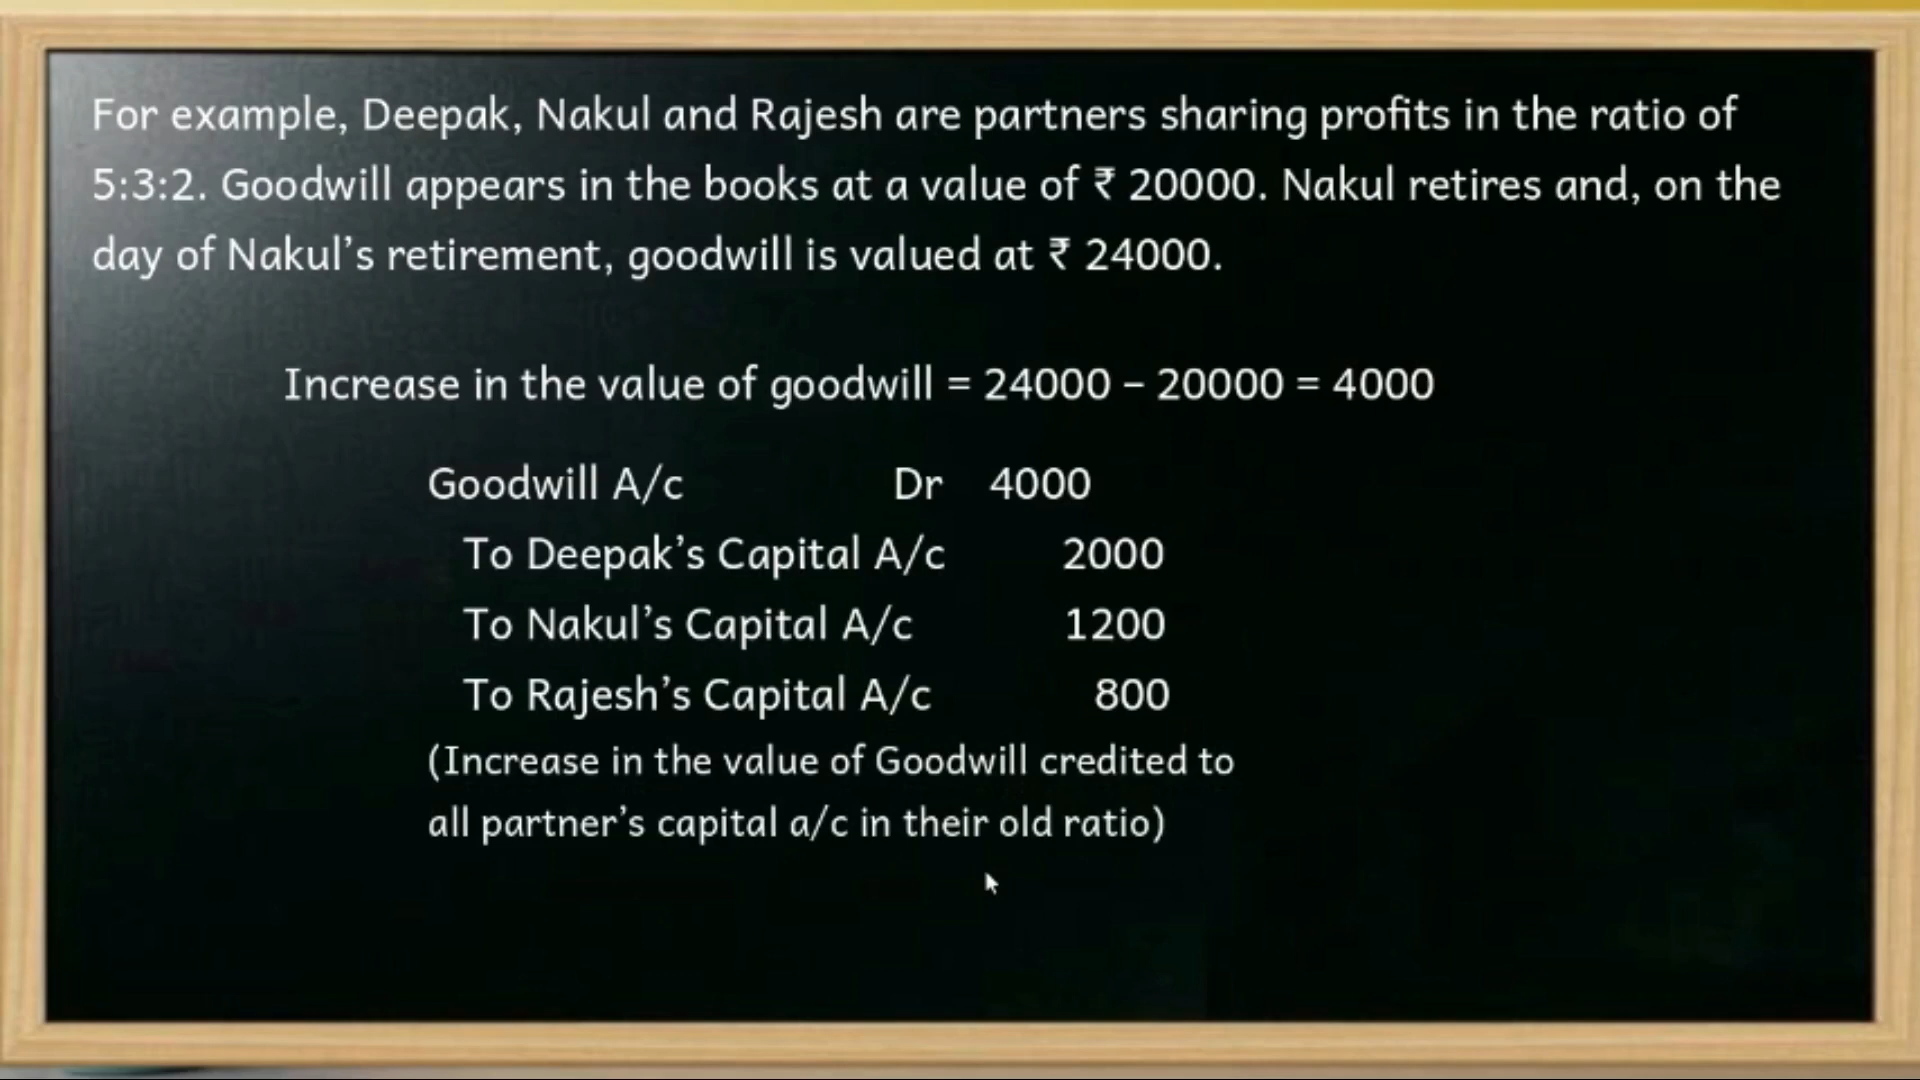 For example, Deepak, Nakul and Rajesh are partners sharing profits in the ratio of
5:3:2. Goodwill appears in the books at a value of ₹ 20000. Nakul retires and, on the
day of Nakul’s retirement, goodwill is valued at ₹ 24000.
Increase in the value of goodwill = 24000 – 20000 = 4000
Goodwill A/c Dr 4000
To Deepak’s Capital A/c 2000
To Nakul’s Capital A/c 1200
To Rajesh’s Capital A/c 800
(Increase in the value of Goodwill credited to
all partner’s capital a/c in their old ratio)